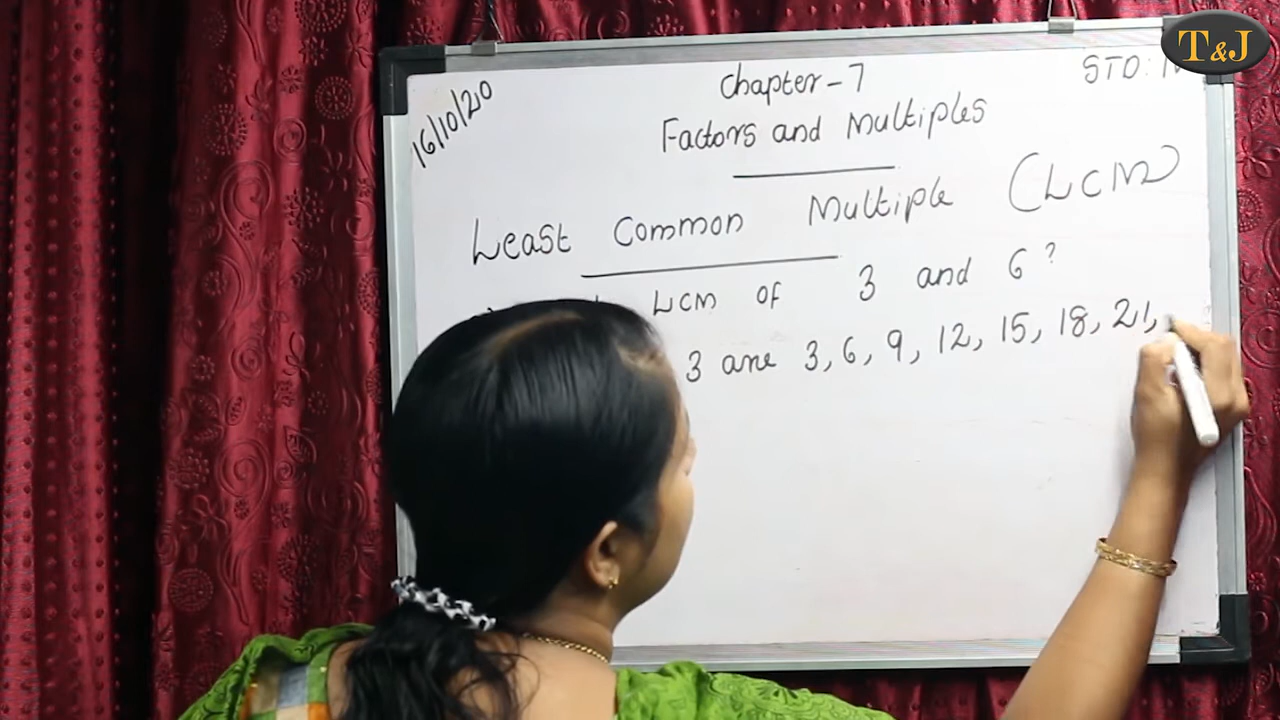 T&J
16/10/20
Chapter-7
STD:
Factors and Multiples
Least Common Multiple (LCM)
LCM of 3 and 6?
3 are 3, 6, 9, 12, 15, 18, 21,